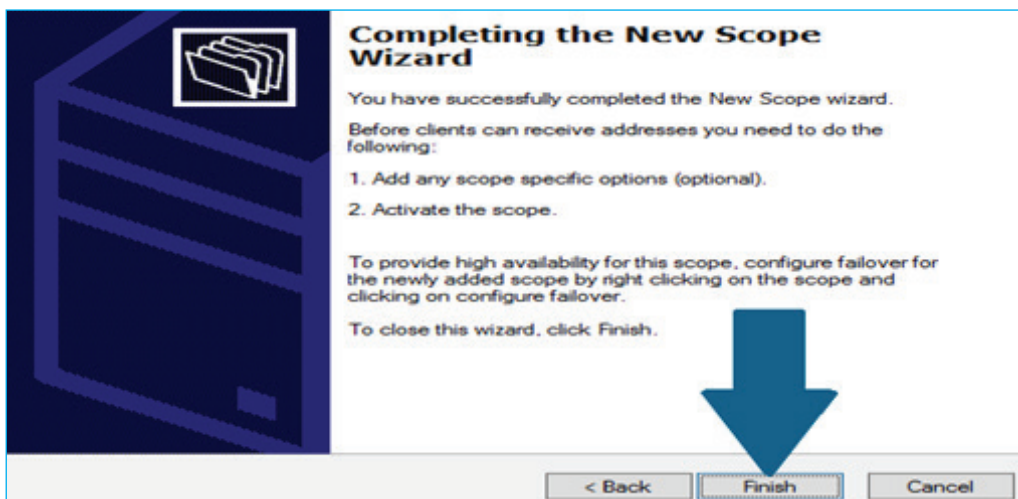 Completing the New Scope
Wizard
You have successfully completed the New Scope wizard.
Before clients can receive addresses you need to do the
following:
1. Add any scope specific options (optional).
2. Activate the scope.
To provide high availability for this scope, configure failover for
the newly added scope by right clicking on the scope and
clicking on configure failover.
To close this wizard, click Finish.
< Back Finish Cancel